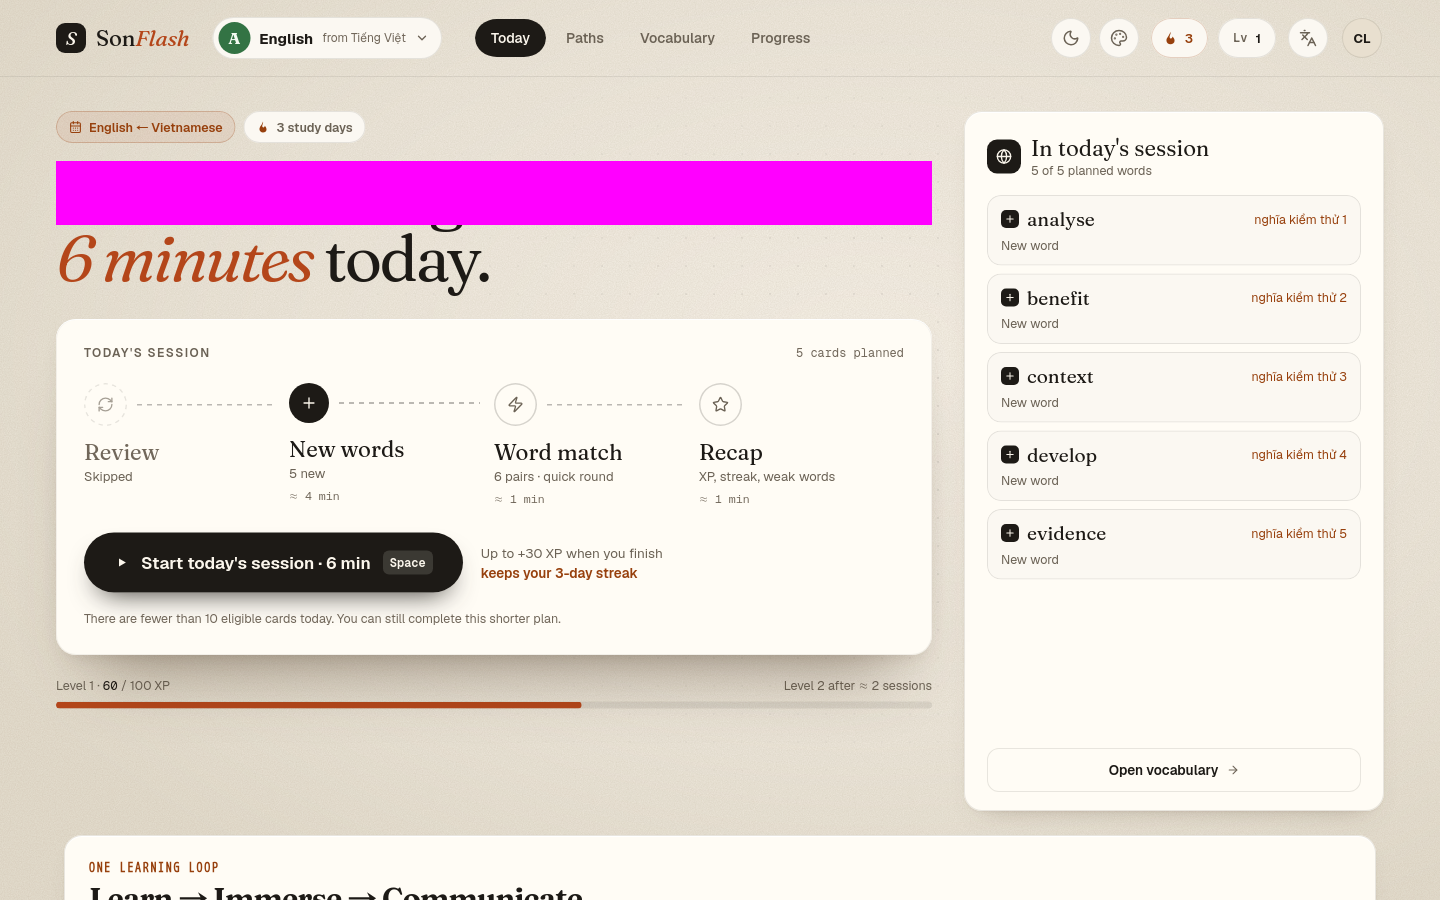 S SonFlash
A English from Tiếng Việt
Today
Paths
Vocabulary
Progress
3
Lv 1
CL
English ← Vietnamese
3 study days
6 minutes today.
TODAY'S SESSION
5 cards planned
Review
Skipped
New words
5 new
≈ 4 min
Word match
6 pairs · quick round
≈ 1 min
Recap
XP, streak, weak words
≈ 1 min
Start today's session · 6 min Space
Up to +30 XP when you finish
keeps your 3-day streak
There are fewer than 10 eligible cards today. You can still complete this shorter plan.
Level 1 · 60 / 100 XP
Level 2 after ≈ 2 sessions
In today's session
5 of 5 planned words
analyse
nghĩa kiểm thử 1
New word
benefit
nghĩa kiểm thử 2
New word
context
nghĩa kiểm thử 3
New word
develop
nghĩa kiểm thử 4
New word
evidence
nghĩa kiểm thử 5
New word
Open vocabulary →
ONE LEARNING LOOP
Learn → Immerse → Communicate